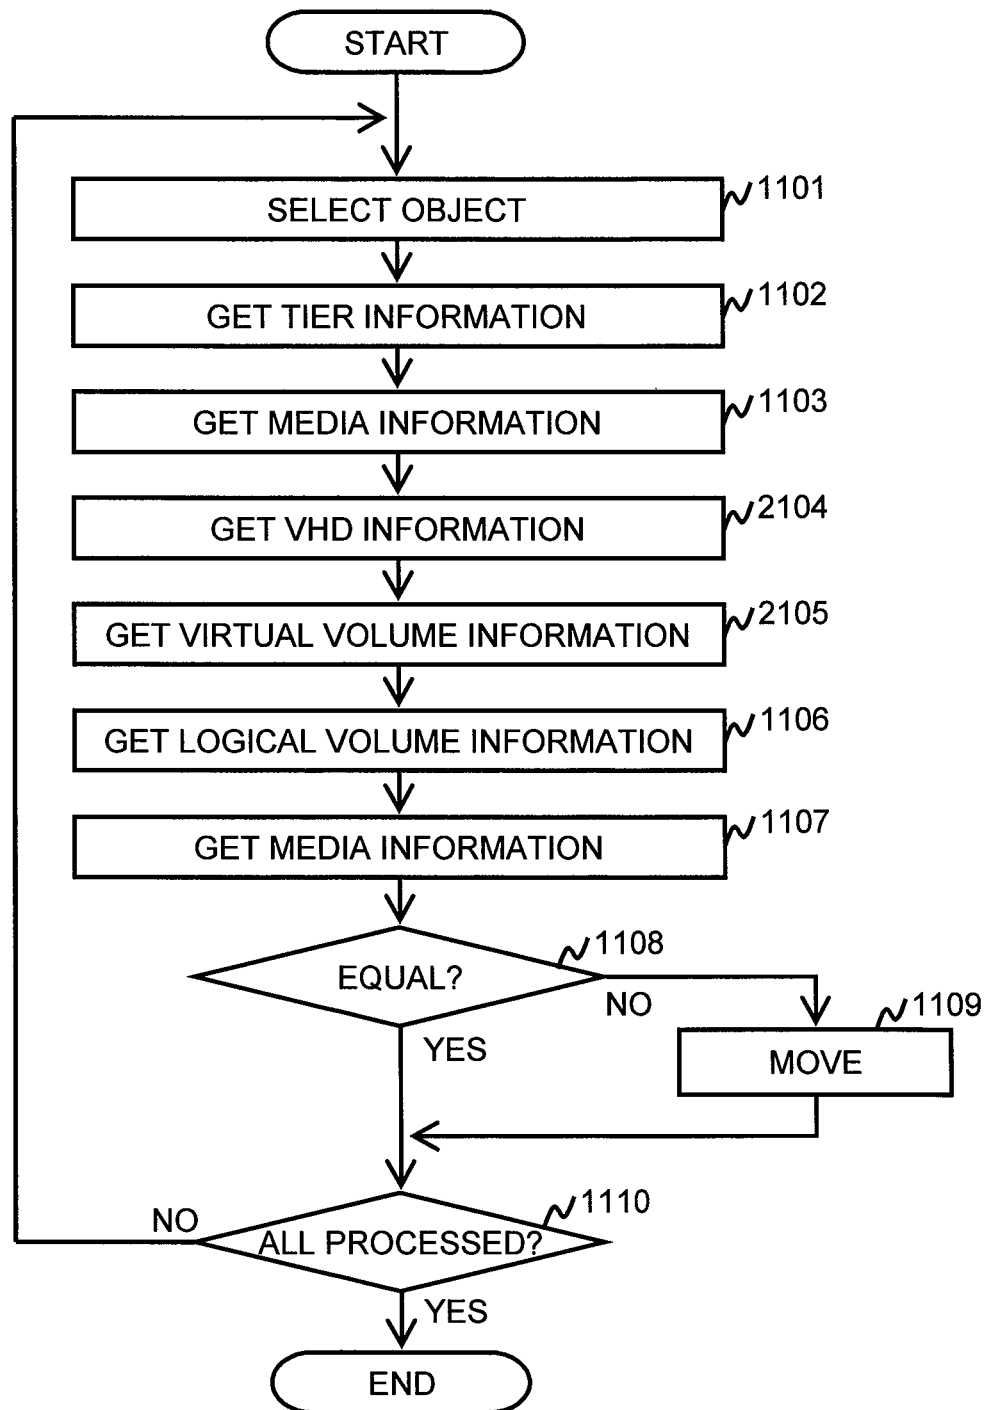 START
SELECT OBJECT
1101
GET TIER INFORMATION
1102
GET MEDIA INFORMATION
1103
GET VHD INFORMATION
2104
GET VIRTUAL VOLUME INFORMATION
2105
GET LOGICAL VOLUME INFORMATION
1106
GET MEDIA INFORMATION
1107
EQUAL?
1108
NO
YES
MOVE
1109
ALL PROCESSED?
1110
NO
YES
END